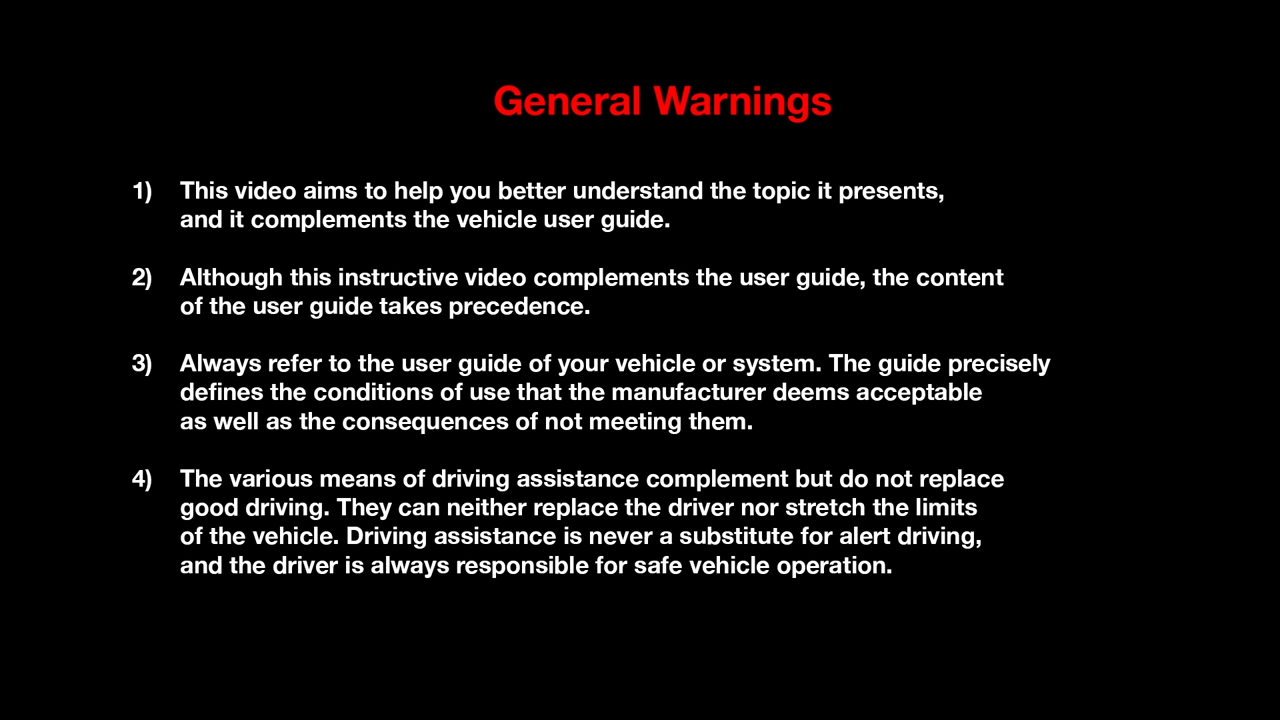 General Warnings
1) This video aims to help you better understand the topic it presents,
and it complements the vehicle user guide.
2) Although this instructive video complements the user guide, the content
of the user guide takes precedence.
3) Always refer to the user guide of your vehicle or system. The guide precisely
defines the conditions of use that the manufacturer deems acceptable
as well as the consequences of not meeting them.
4) The various means of driving assistance complement but do not replace
good driving. They can neither replace the driver nor stretch the limits
of the vehicle. Driving assistance is never a substitute for alert driving,
and the driver is always responsible for safe vehicle operation.